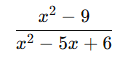 x² − 9
x² − 5x + 6